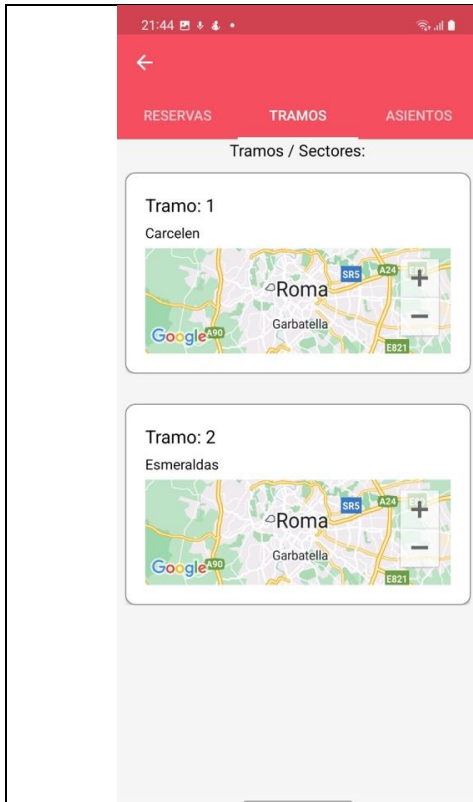 21:44
RESERVAS TRAMOS ASIENTOS
Tramos / Sectores:
Tramo: 1
Carcelen
SR5 A24
Roma
Garbatella
Google A90
E821
Tramo: 2
Esmeraldas
SR5 A24
Roma
Garbatella
Google A90
E821